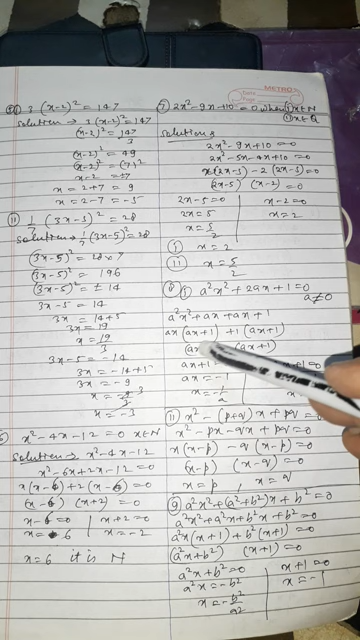 5) i) 3(x-2)² = 147
solution → 3(x-2)² = 147
(x-2)² = 147/3
(x-2)² = 49
(x-2)² = (7)²
x-2 = ±7
x = 2+7 = 9
x = 2-7 = -5
ii) 1/7 (3x-5)² = 28
solution → 1/7 (3x-5)² = 28
(3x-5)² = 28 x 7
(3x-5)² = 196
(3x-5)² = ± 14
3x-5 = 14
3x = 14+5
3x = 19
x = 19/3
3x-5 = -14
3x = -14+5
3x = -9
x = -9/3
x = -3
6 x²-4x-12=0 x∈N
Solution → x²-4x-12
x²-6x+2x-12=0
x(x-6)+2(x-6)=0
(x-6) (x+2)=0
x-6=0 | x+2=0
x=6 | x=-2
x=6 it is N
METRO
Date
Page
7) 2x²-9x+10=0 when i) x∈N
ii) x∈Q
Solution →
2x²-9x+10=0
2x²-5x-4x+10=0
x(2x-5)-2(2x-5)=0
(2x-5) (x-2)=0
2x-5=0 | x-2=0
2x=5 | x=2
x=5/2
i) x=2
ii) x=5/2
8) i) a²x²+2ax+1=0
a≠0
a²x²+ax+ax+1
ax(ax+1)+1(ax+1)
(ax (ax+1)
ax+1 +1=0
ax=-1
x=-1/a
ii) x²-(p+q)x+pq=0
x²-px-qx+pq=0
x(x-p)-q(x-p)=0
(x-p) (x-q)=0
x=p, x=q
9 a²x²+(a²+b²)x+b²=0
a²x²+a²x+b²x+b²=0
a²x(x+1)+b²(x+1)=0
(a²x+b²) (x+1)=0
a²x+b²=0 | x+1=0
a²x=-b² | x=-1
x=-b²/a²